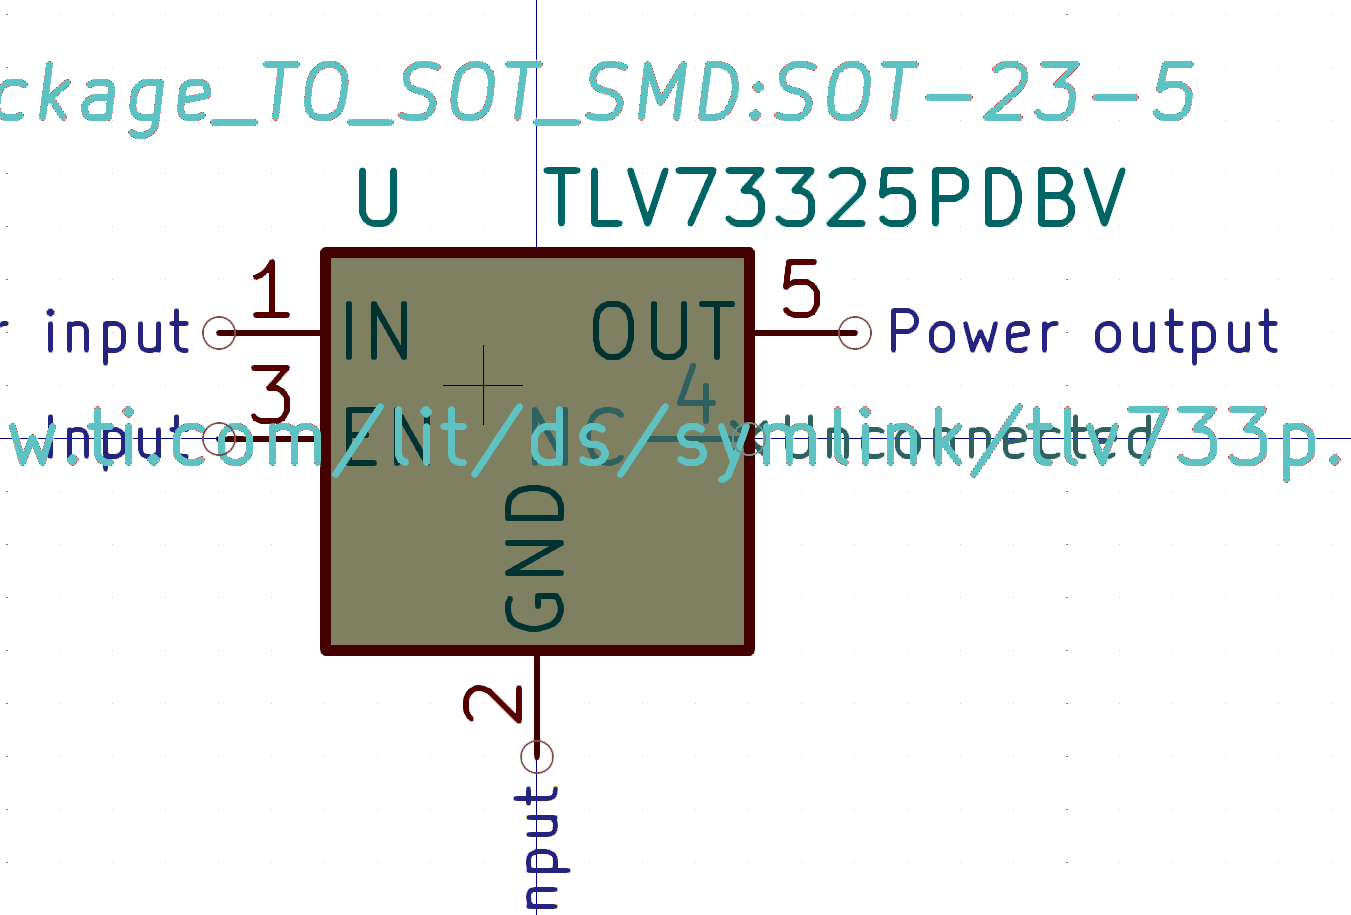 ckage_TO_SOT_SMD:SOT-23-5
U TLV73325PDBV
1 5
input IN OUT Power output
3 4
Input EN NC Unconnected
w.ti.com/lit/ds/symlink/tlv733p.
GND
2
nput